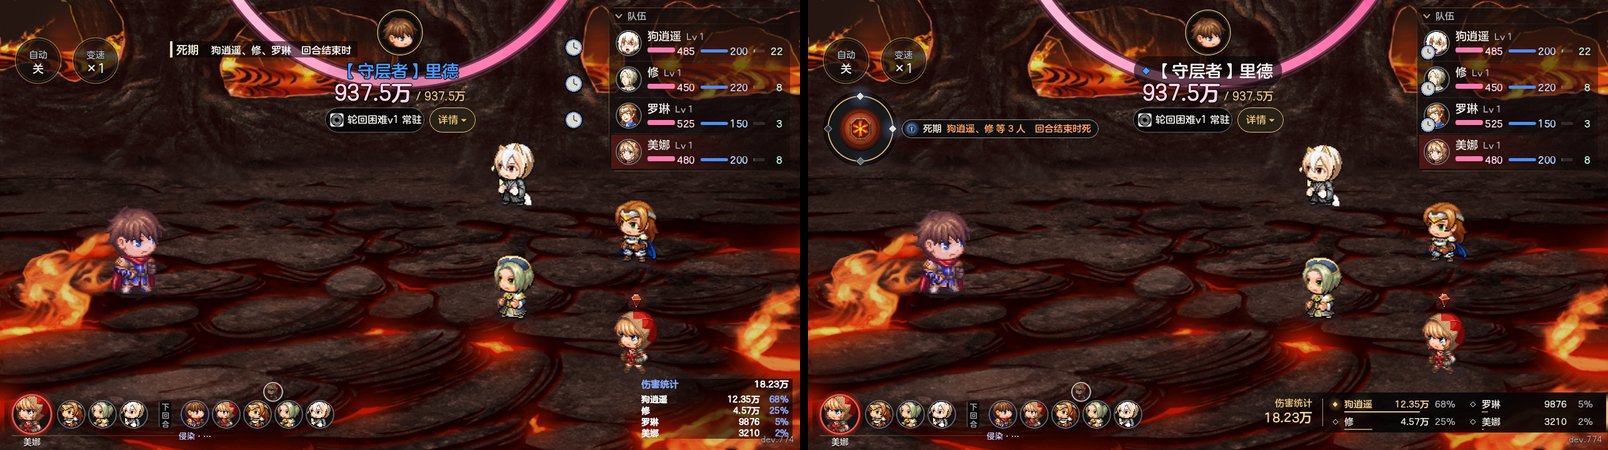 自动
关
变速
×1
死期 狗逍遥、修、罗琳 回合结束时
【守层者】里德
937.5万 / 937.5万
轮回困难v1 常驻
详情
队伍
狗逍遥 Lv 1
485 200 22
修 Lv 1
450 220 8
罗琳 Lv 1
525 150 3
美娜
480 200 8
美娜
下回合
侵染·...
伤害统计 18.23万
狗逍遥 12.35万 68%
修 4.57万 25%
罗琳 9876 5%
美娜 3210 2%
dev.774
自动
关
变速
×1
死期 狗逍遥、修 等 3 人 回合结束时死
【守层者】里德
937.5万 / 937.5万
轮回困难v1 常驻
详情
队伍
狗逍遥 Lv 1
485 200 22
修 Lv 1
450 220 8
罗琳 Lv 1
525 150 3
美娜 Lv 1
480 200 8
美娜
下回合
侵染·...
伤害统计
18.23万
狗逍遥 12.35万 68% 罗琳 9876 5%
修 4.57万 25% 美娜 3210 2%
dev.774